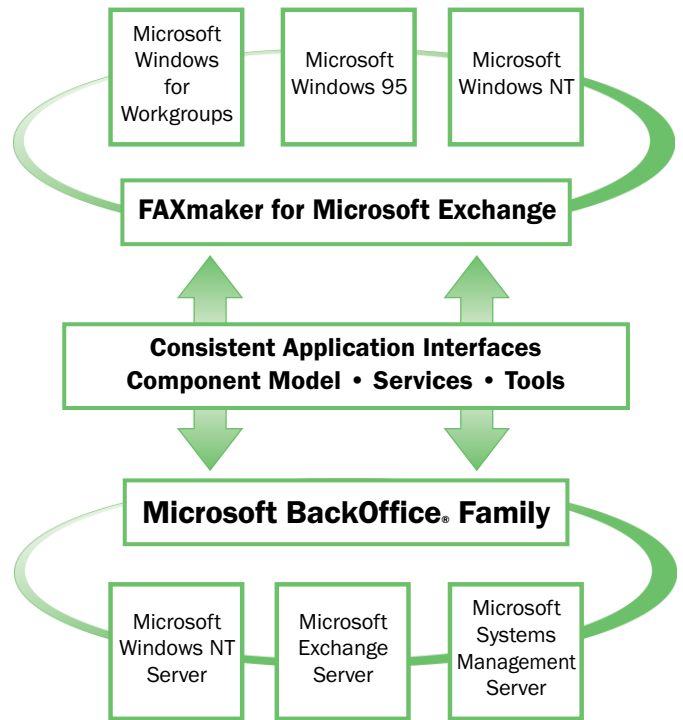 Microsoft
Windows
for
Workgroups
Microsoft
Windows 95
Microsoft
Windows NT
FAXmaker for Microsoft Exchange
Consistent Application Interfaces
Component Model • Services • Tools
Microsoft BackOffice® Family
Microsoft
Windows NT
Server
Microsoft
Exchange
Server
Microsoft
Systems
Management
Server